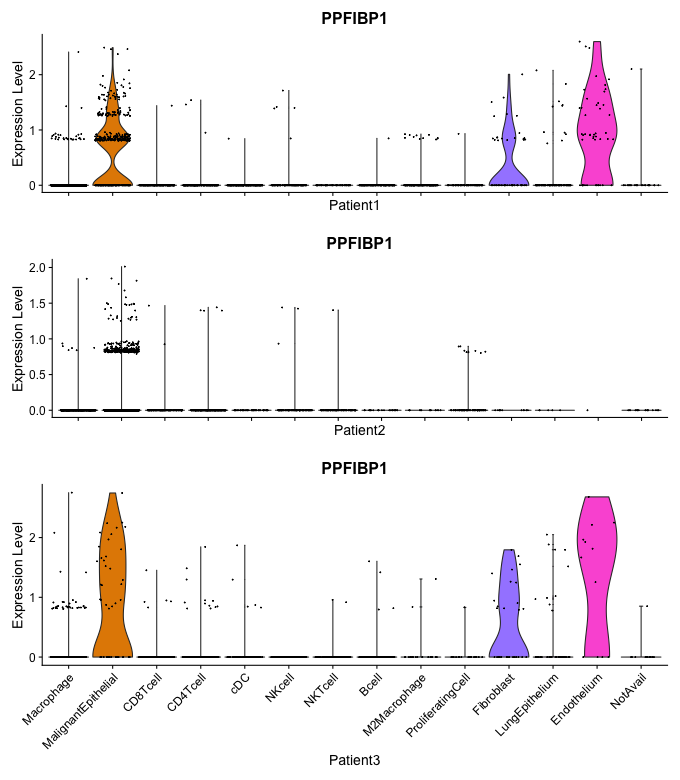 PPFIBP1
Expression Level
2
1
0
Patient1
PPFIBP1
Expression Level
2.0
1.5
1.0
0.5
0.0
Patient2
PPFIBP1
Expression Level
2
1
0
Macrophage
MalignantEpithelial
CD8Tcell
CD4Tcell
cDC
NKcell
NKTcell
Bcell
M2Macrophage
ProliferatingCell
Fibroblast
LungEpithelium
Endothelium
NotAvail
Patient3